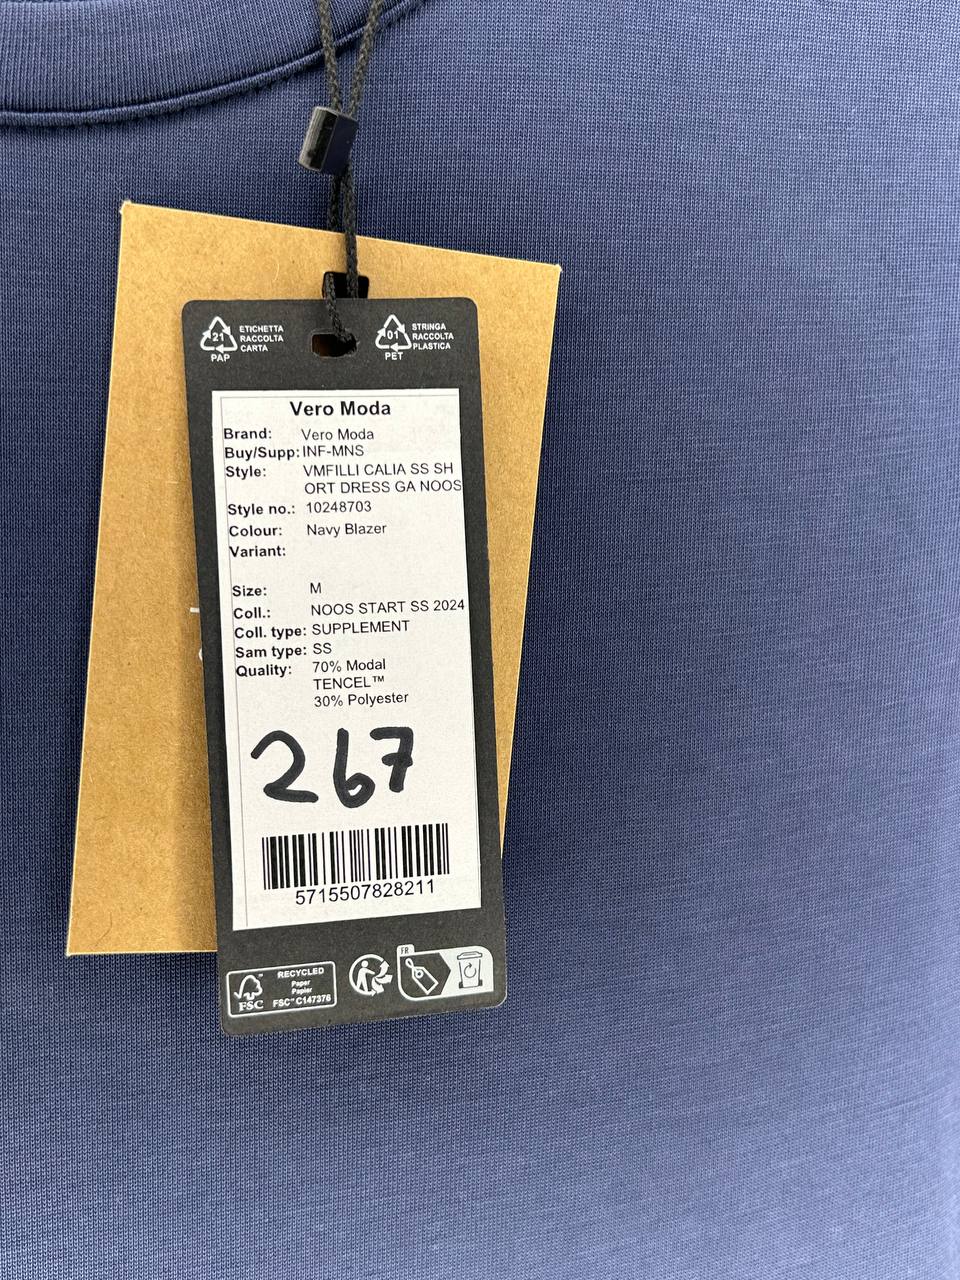 21
PAP
ETICHETTA
RACCOLTA
CARTA
01
PET
STRINGA
RACCOLTA
PLASTICA
Vero Moda
Brand: Vero Moda
Buy/Supp: INF-MNS
Style: VMFILLI CALIA SS SH
ORT DRESS GA NOOS
Style no.: 10248703
Colour: Navy Blazer
Variant:
Size: M
Coll.: NOOS START SS 2024
Coll. type: SUPPLEMENT
Sam type: SS
Quality: 70% Modal
TENCEL™
30% Polyester
267
5715507828211
FSC™
RECYCLED
Paper
Papier
FSC™ C147376
FR